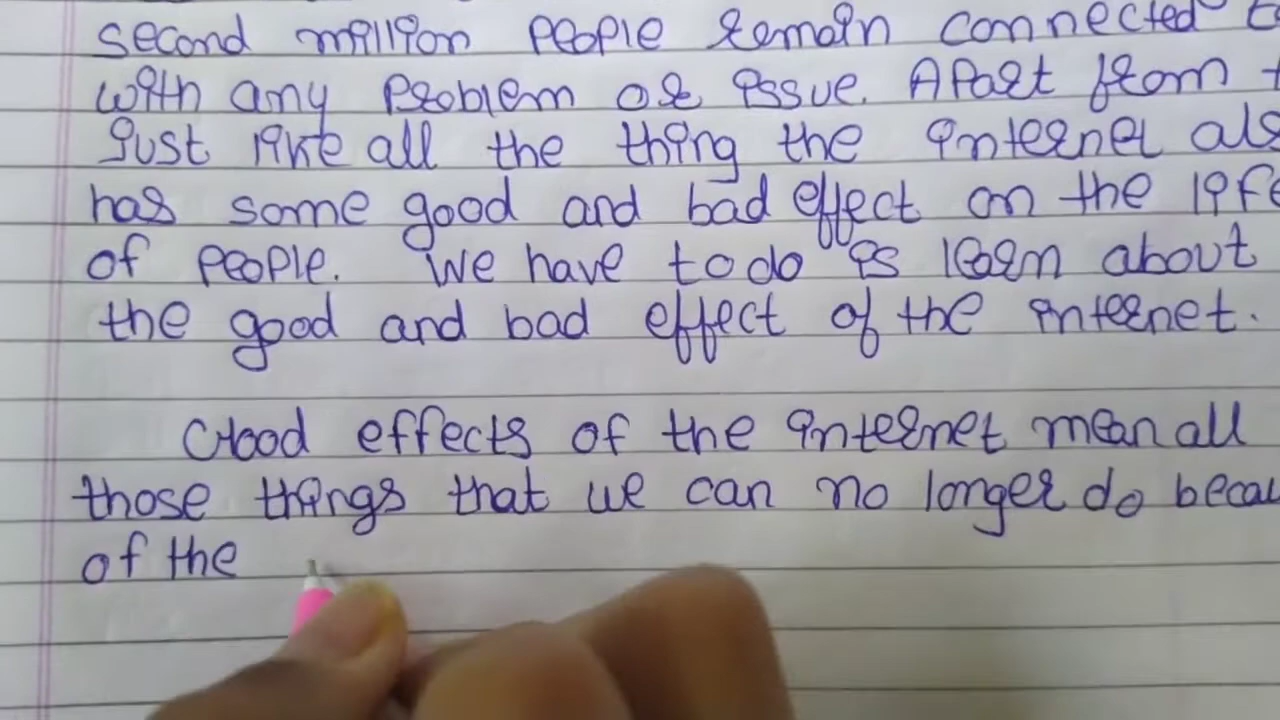 second million people remain connected
with any problem or issue. Apart from
Just like all the thing the internet als
has some good and bad effect on the life
of people. We have to do is learn about
the good and bad effect of the internet.
Good effects of the internet mean all
those things that we can no longer do becau
of the